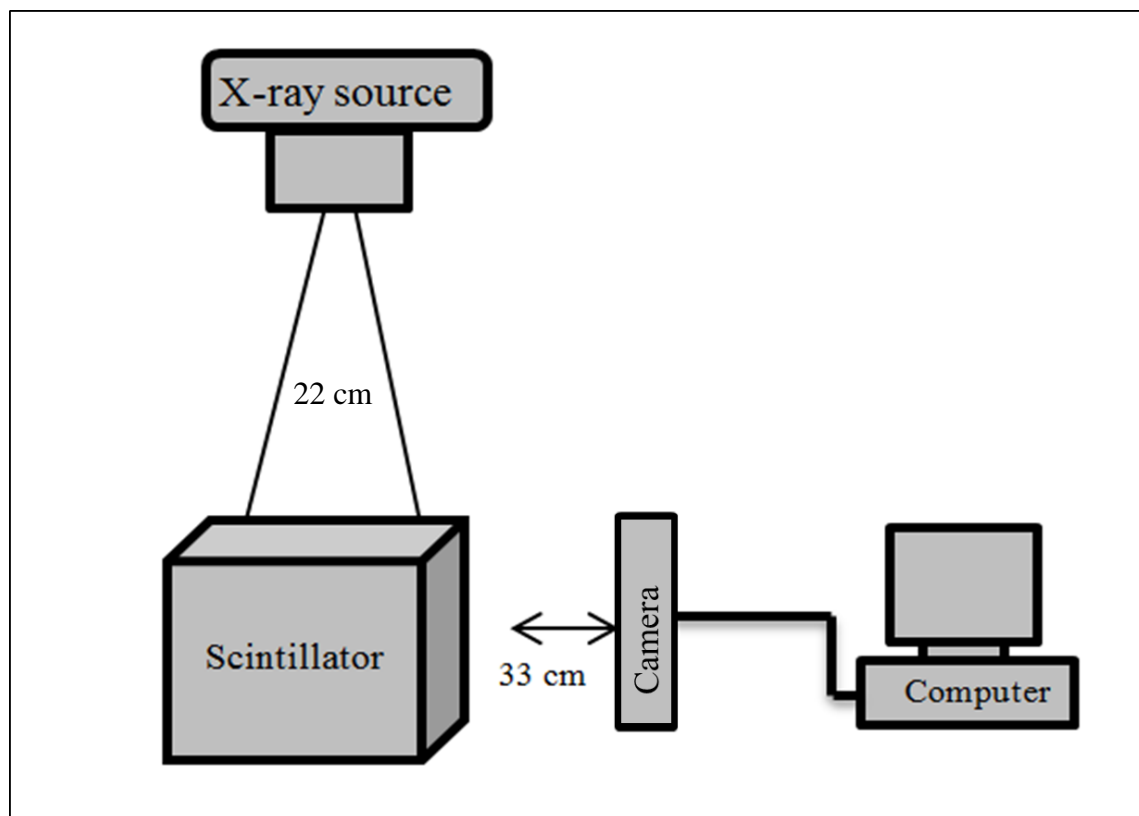 X-ray source
22 cm
Scintillator
33 cm
Camera
Computer